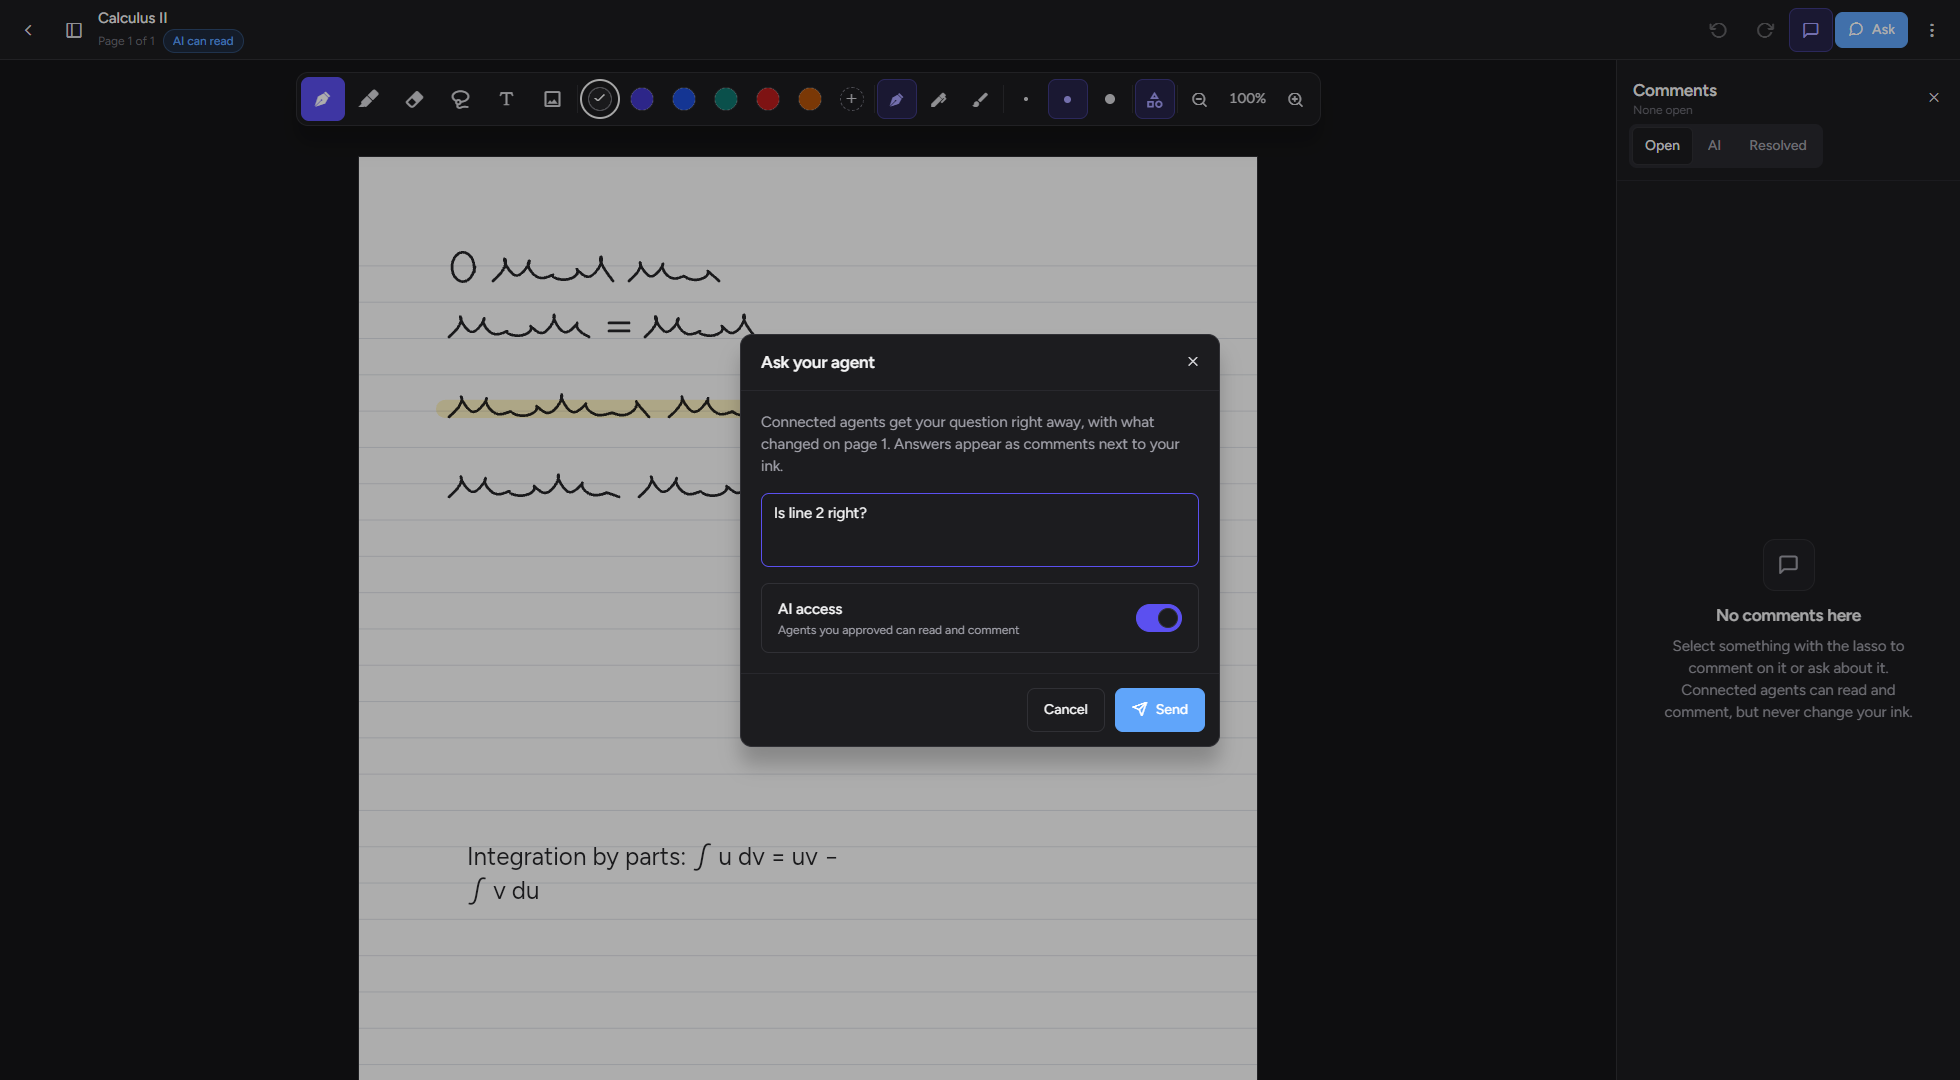 Calculus II
Page 1 of 1 AI can read
Ask
T
100%
Comments
None open
Open AI Resolved
0
=
Ask your agent
Connected agents get your question right away, with what
changed on page 1. Answers appear as comments next to your
ink.
Is line 2 right?
AI access
Agents you approved can read and comment
Cancel Send
Integration by parts: ∫ u dv = uv −
∫ v du
No comments here
Select something with the lasso to
comment on it or ask about it.
Connected agents can read and
comment, but never change your ink.